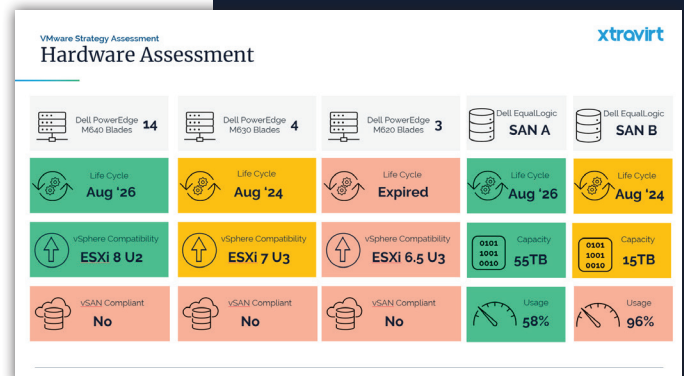 VMware Strategy Assessment
Hardware Assessment
xtravirt
Dell PowerEdge
M640 Blades
14
Dell PowerEdge
M630 Blades
4
Dell PowerEdge
M620 Blades
3
Dell EqualLogic
SAN A
Dell EqualLogic
SAN B
Life Cycle
Aug '26
Life Cycle
Aug '24
Life Cycle
Expired
Life Cycle
Aug '26
Life Cycle
Aug '24
vSphere Compatibility
ESXi 8 U2
vSphere Compatibility
ESXi 7 U3
vSphere Compatibility
ESXi 6.5 U3
0101
1001
0010
Capacity
55TB
0101
1001
0010
Capacity
15TB
vSAN Compliant
No
vSAN Compliant
No
vSAN Compliant
No
Usage
58%
Usage
96%